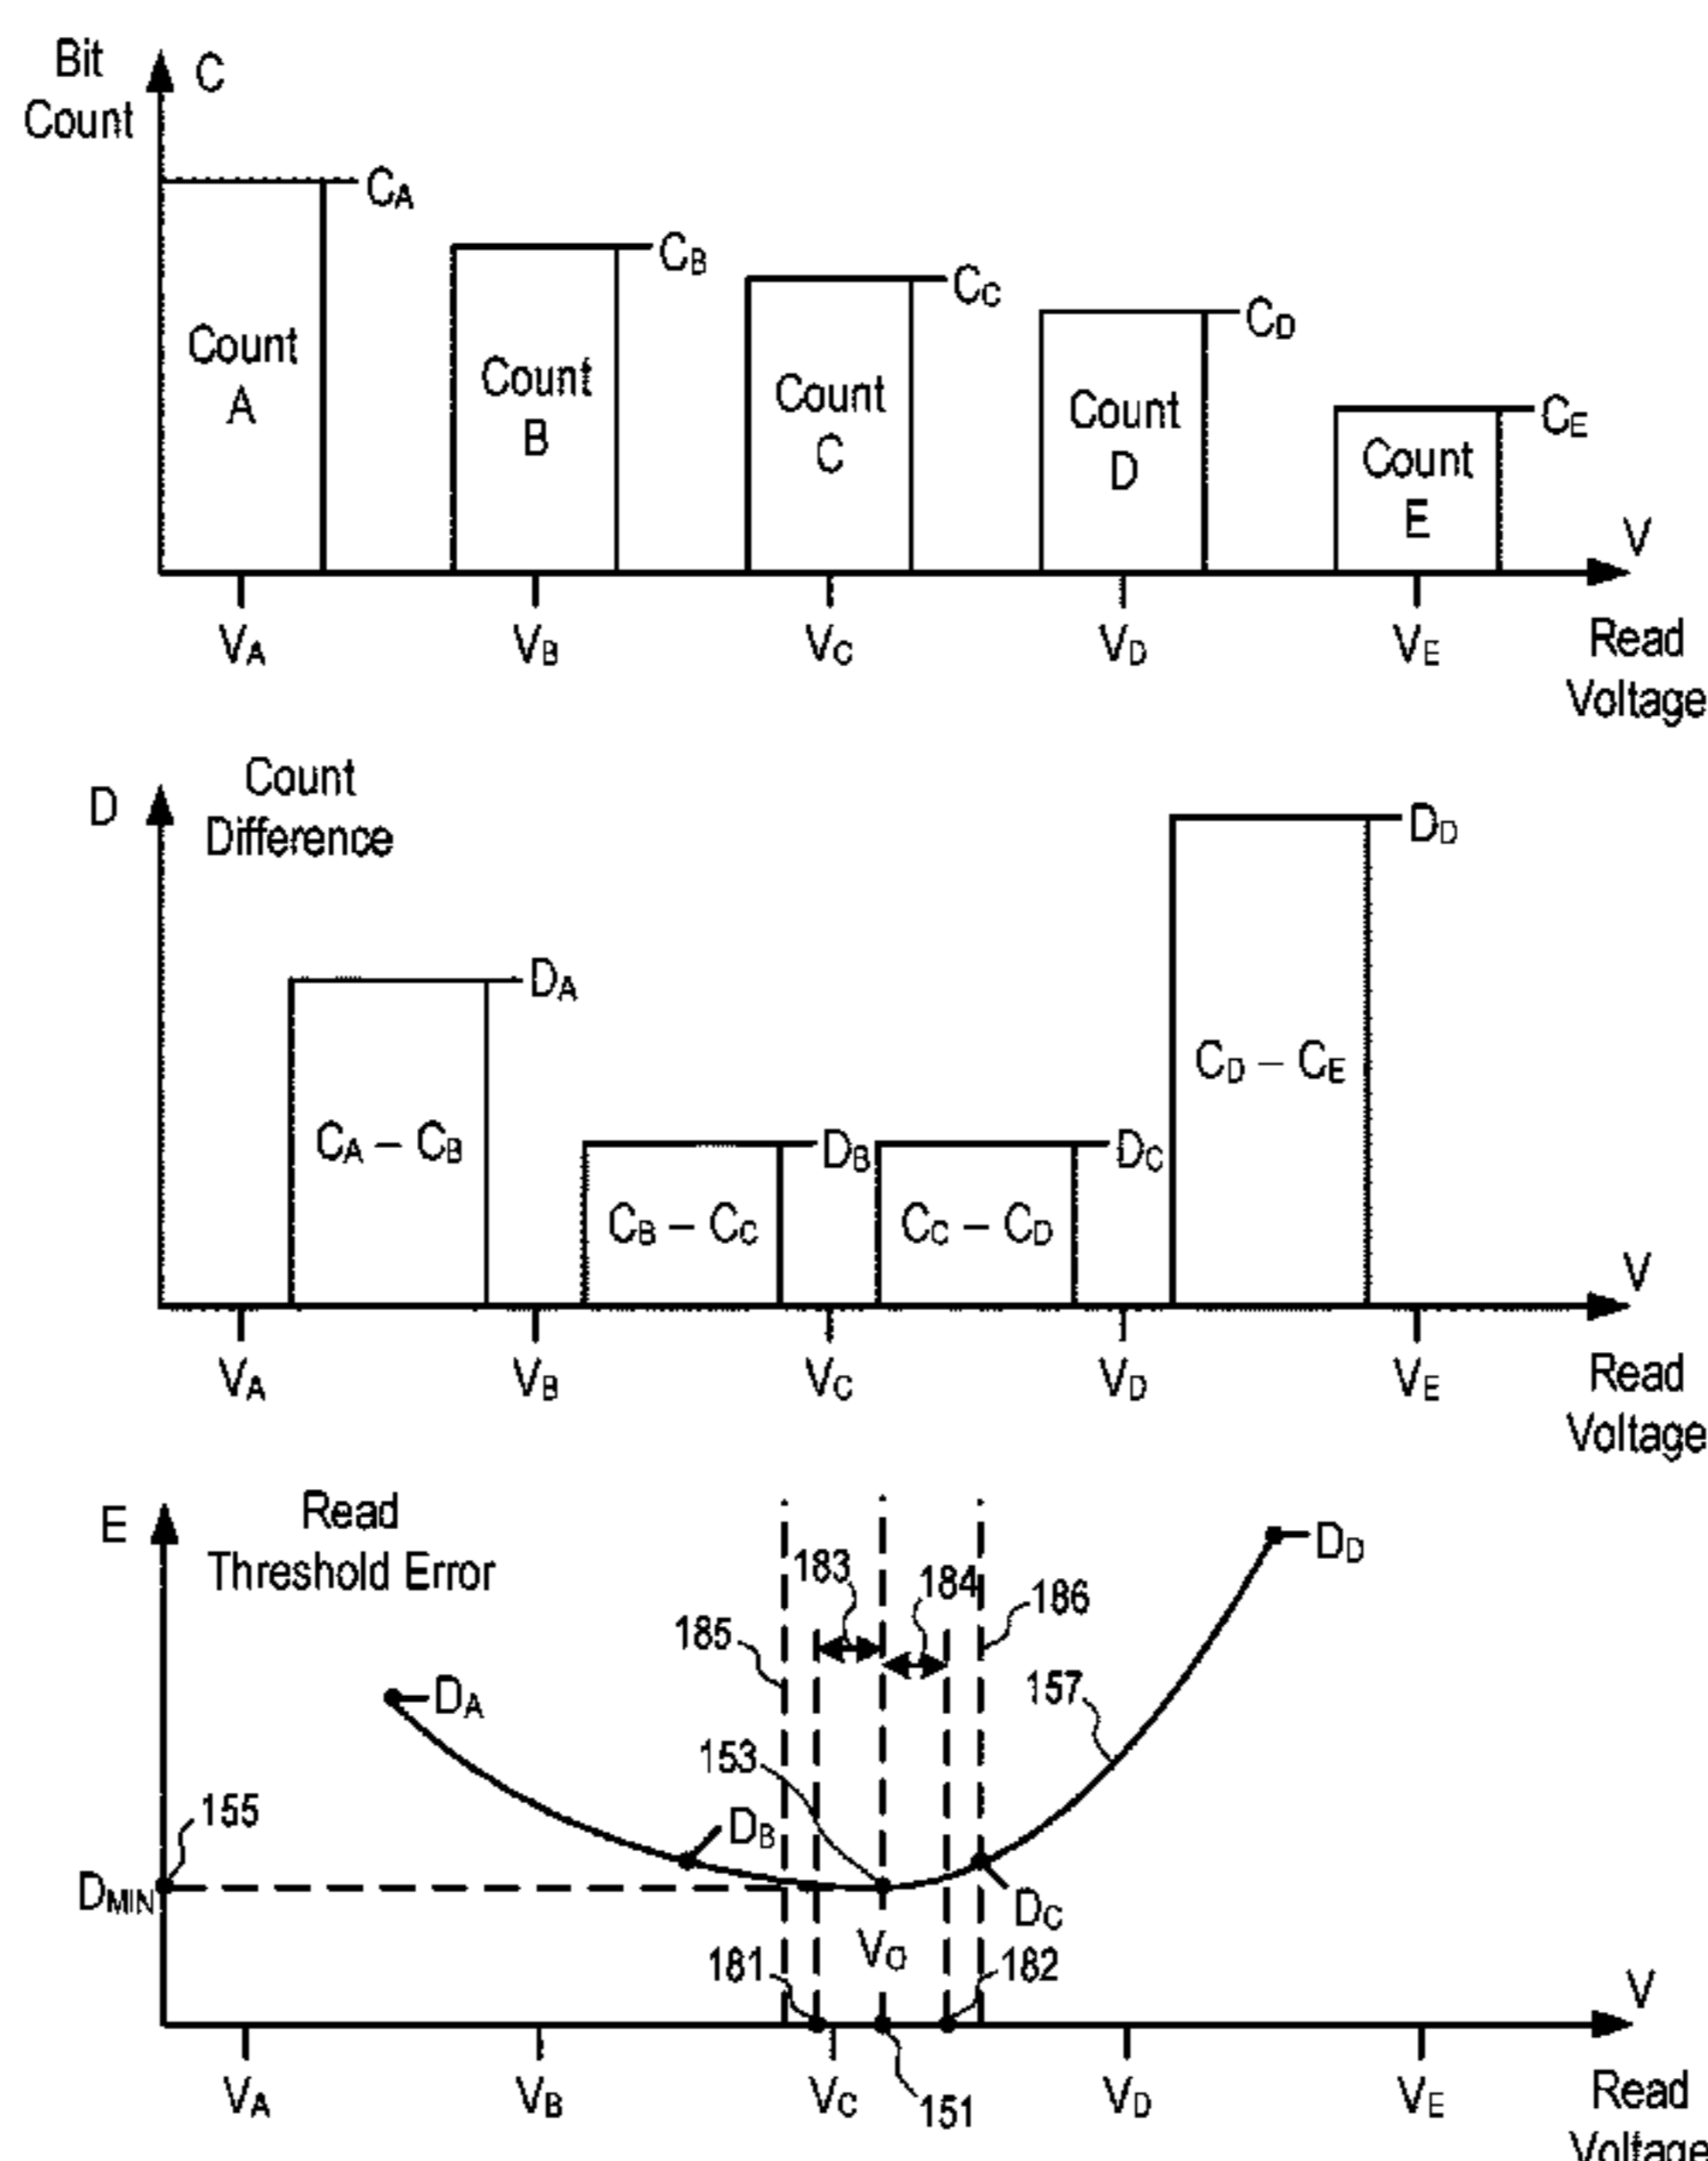 Bit
Count
C
CA
CB
CC
CD
CE
Count
A
Count
B
Count
C
Count
D
Count
E
V
VA
VB
VC
VD
VE
Read
Voltage
D
Count
Difference
DA
DB
DC
DD
CA – CB
CB – CC
CC – CD
CD – CE
V
VA
VB
VC
VD
VE
Read
Voltage
E
Read
Threshold Error
183
184
186
185
DD
DA
157
153
155
DB
DMIN
DC
VO
181
182
V
VA
VB
VC
151
VD
VE
Read
Voltage